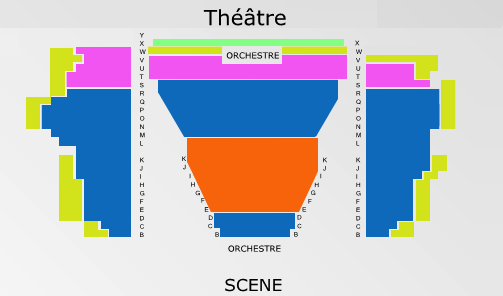 Théâtre
Y
X X
W W
V V
U U
T T
S S
R R
Q Q
P P
O O
N N
M M
L L
ORCHESTRE
K K K K
J J J J
I I I I
H H H H
G G G G
F F F F
E E E E
D D D D
C C C C
B B B B
ORCHESTRE
SCENE